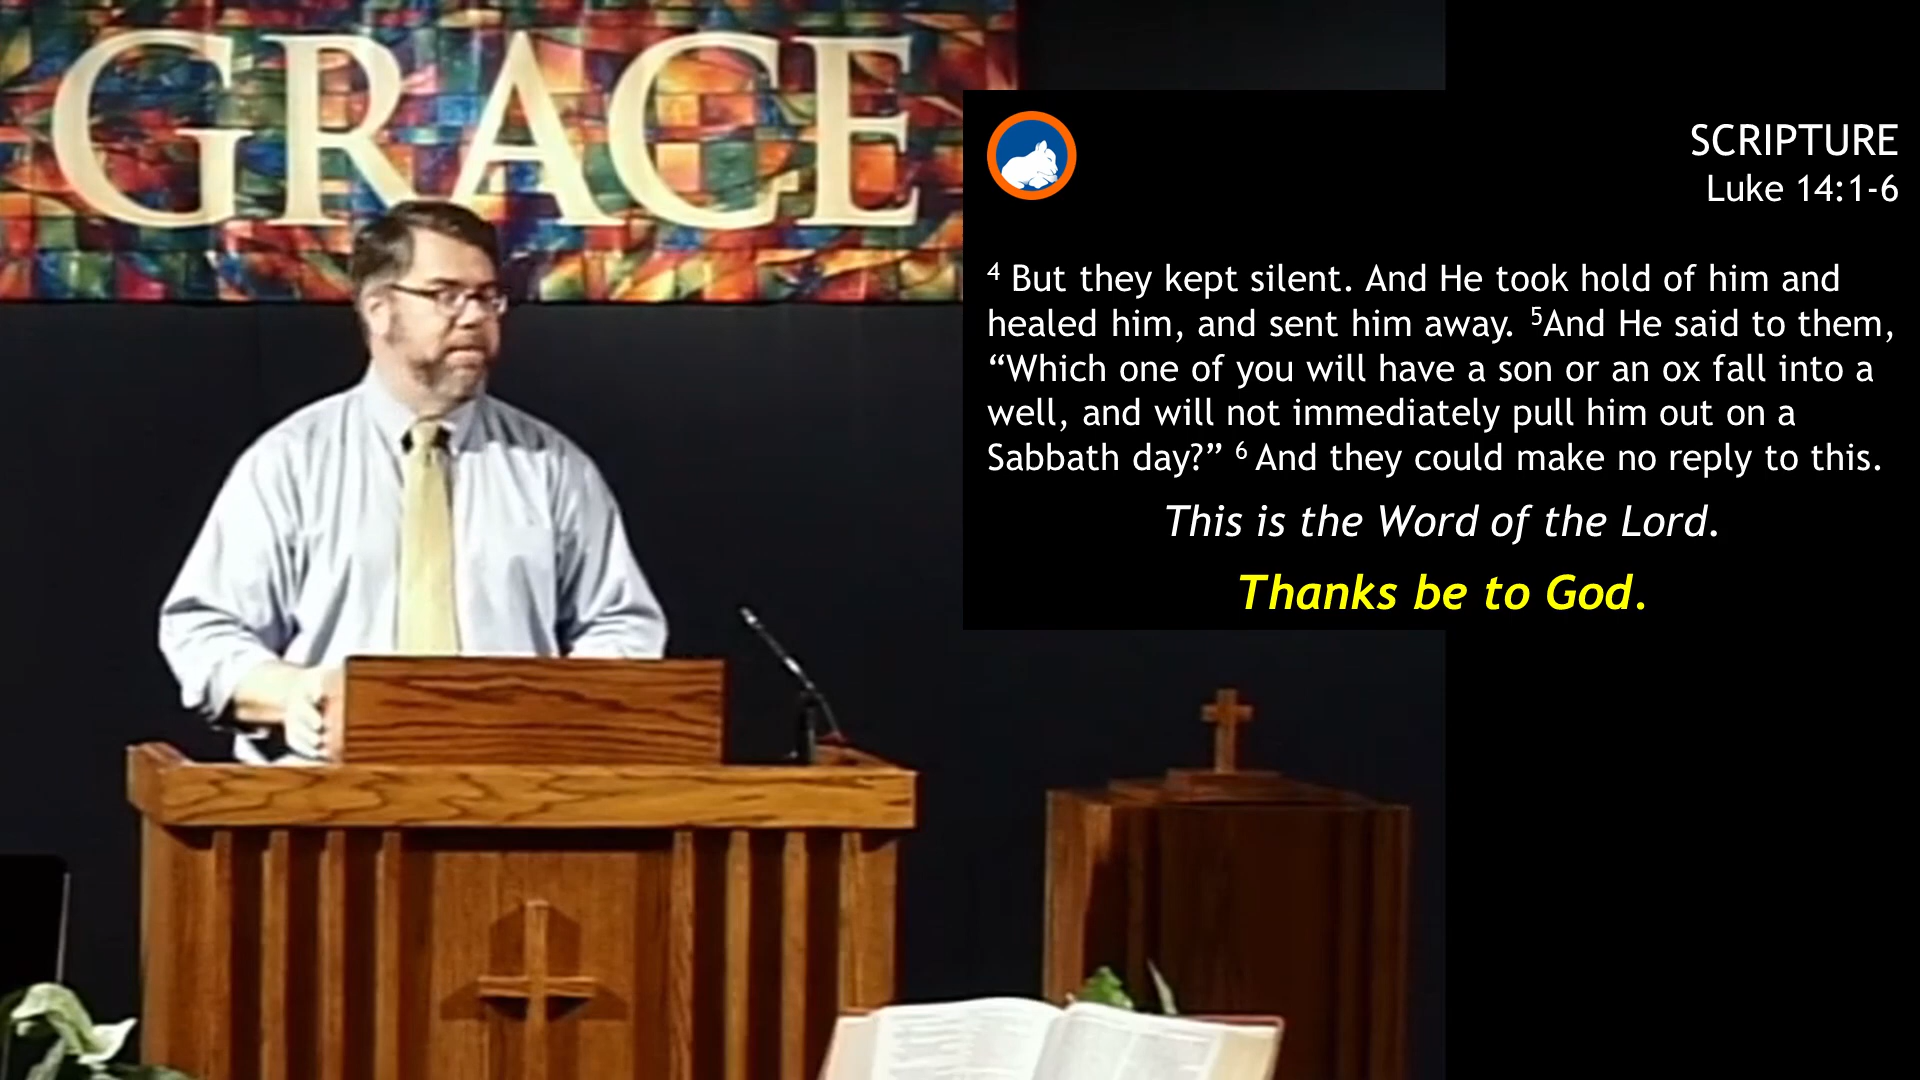 GRACE
SCRIPTURE
Luke 14:1-6
4 But they kept silent. And He took hold of him and
healed him, and sent him away. 5And He said to them,
“Which one of you will have a son or an ox fall into a
well, and will not immediately pull him out on a
Sabbath day?” 6 And they could make no reply to this.
This is the Word of the Lord.
Thanks be to God.